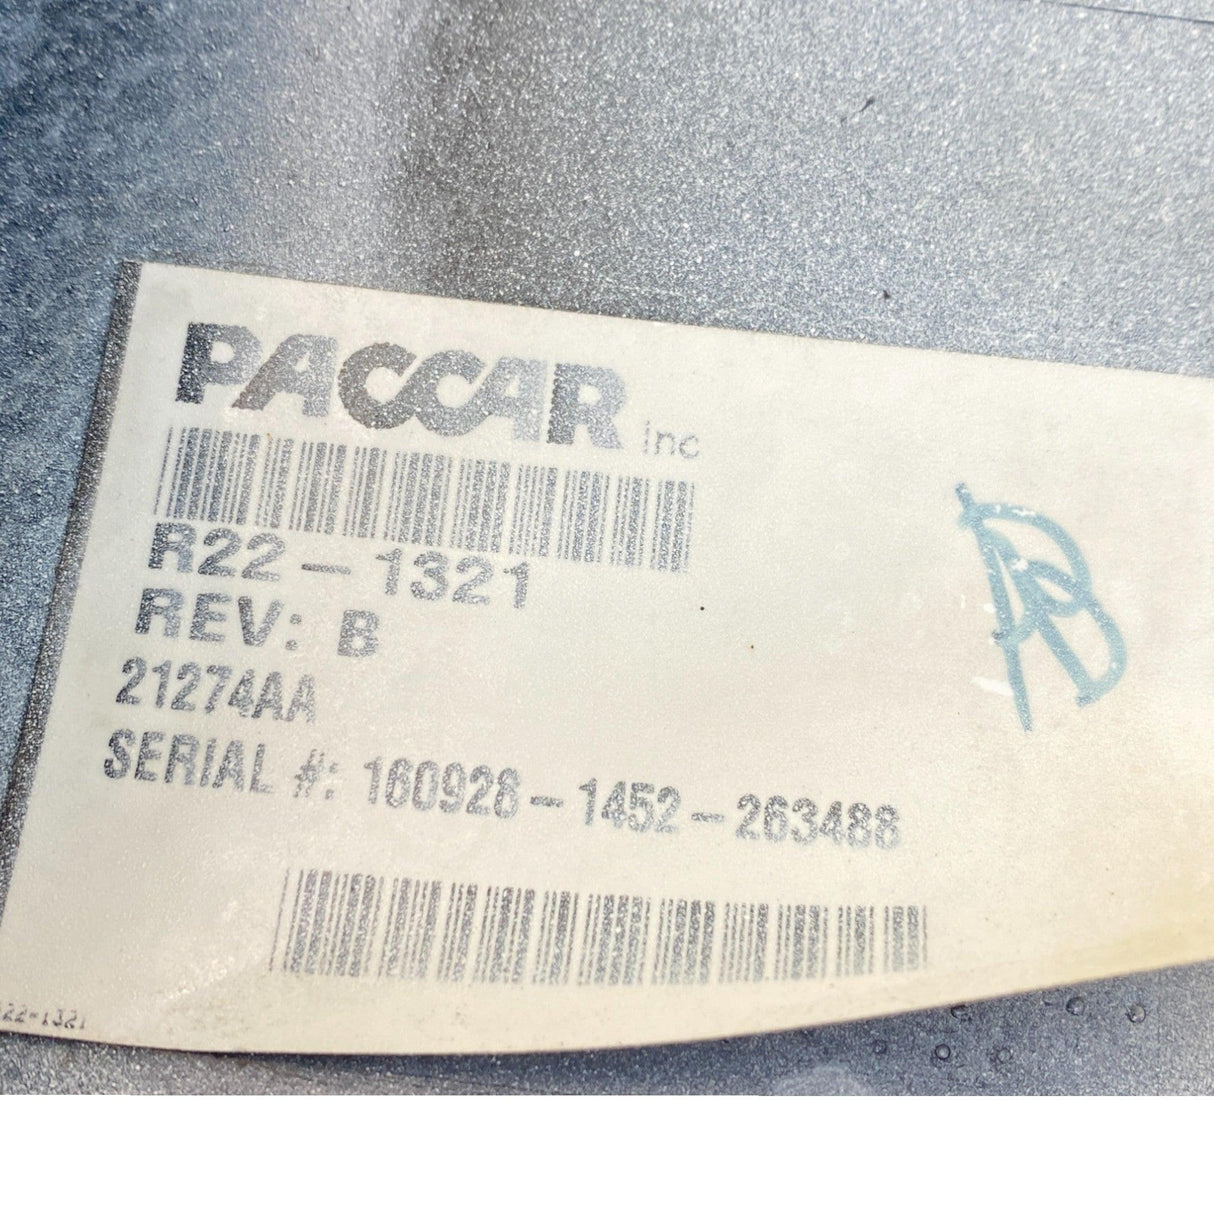 PACCAR inc
R22-1321
REV: B
21274AA
SERIAL #: 160928-1452-263488
22-1321